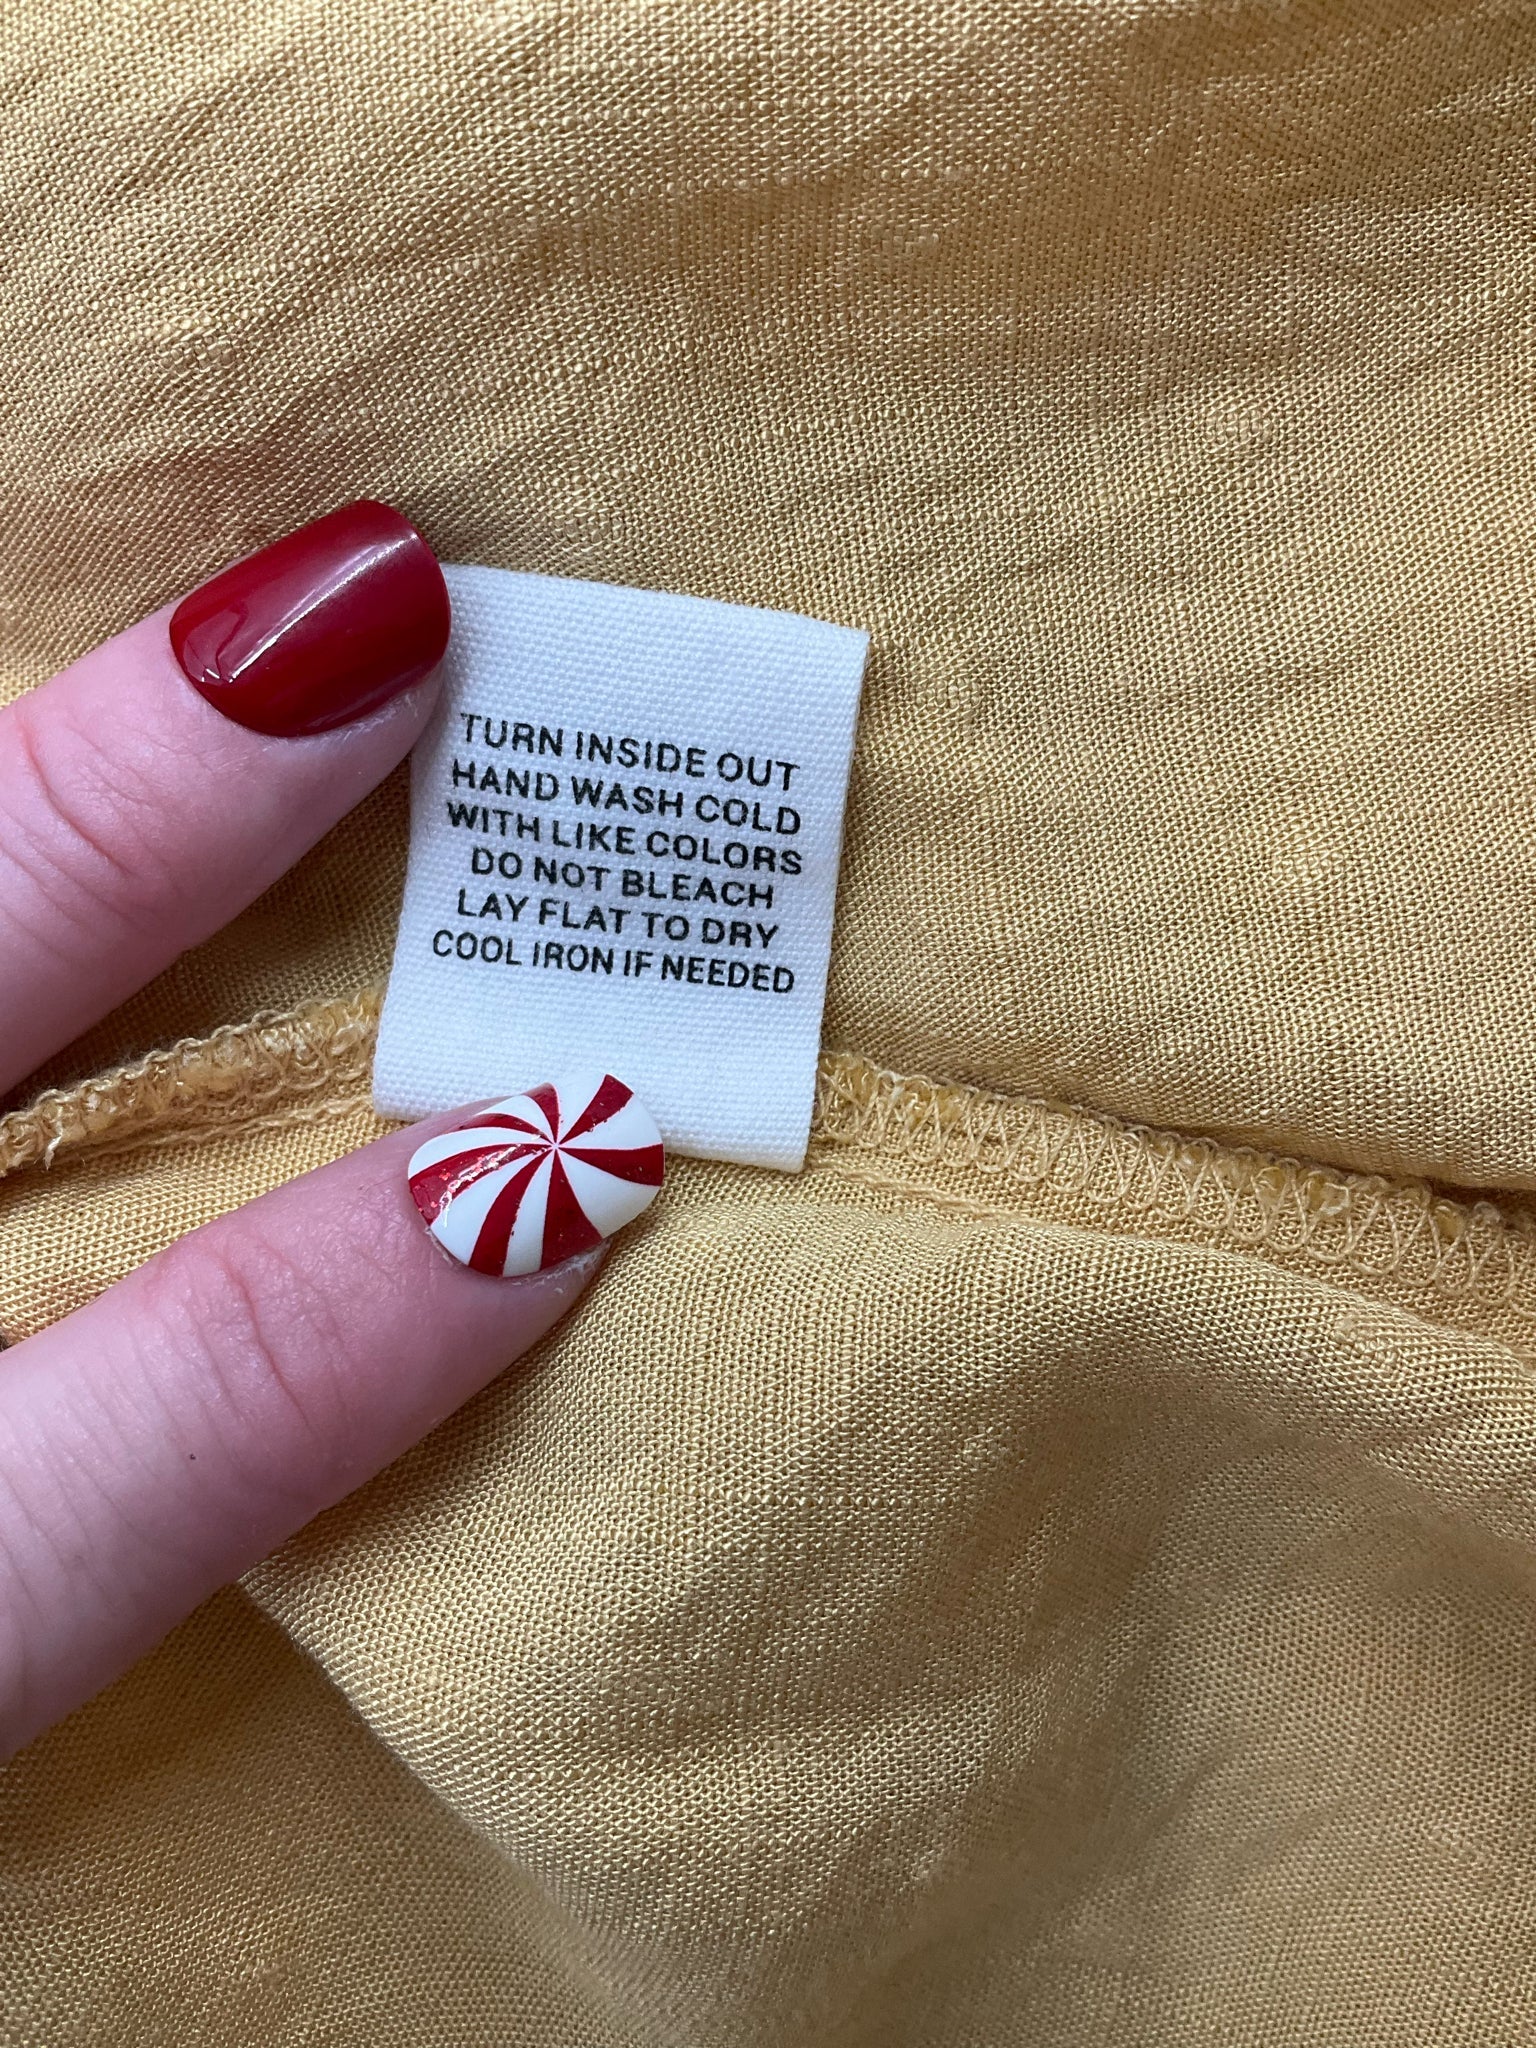 TURN INSIDE OUT
HAND WASH COLD
WITH LIKE COLORS
DO NOT BLEACH
LAY FLAT TO DRY
COOL IRON IF NEEDED